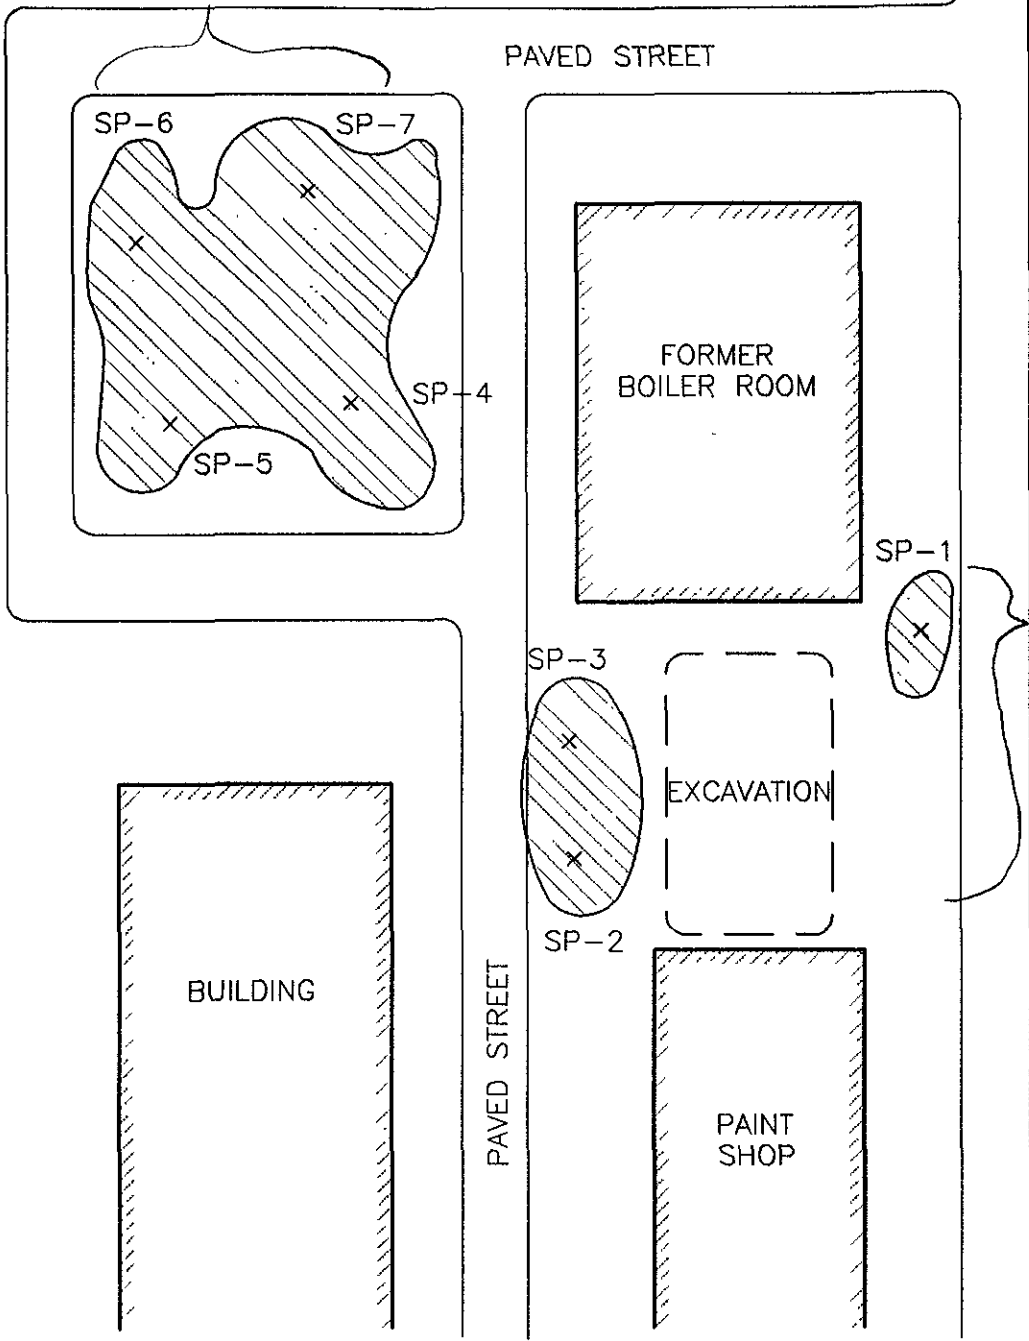 PAVED STREET
SP-6
SP-7
FORMER
BOILER ROOM
SP-4
SP-5
SP-1
SP-3
EXCAVATION
SP-2
BUILDING
PAVED STREET
PAINT
SHOP